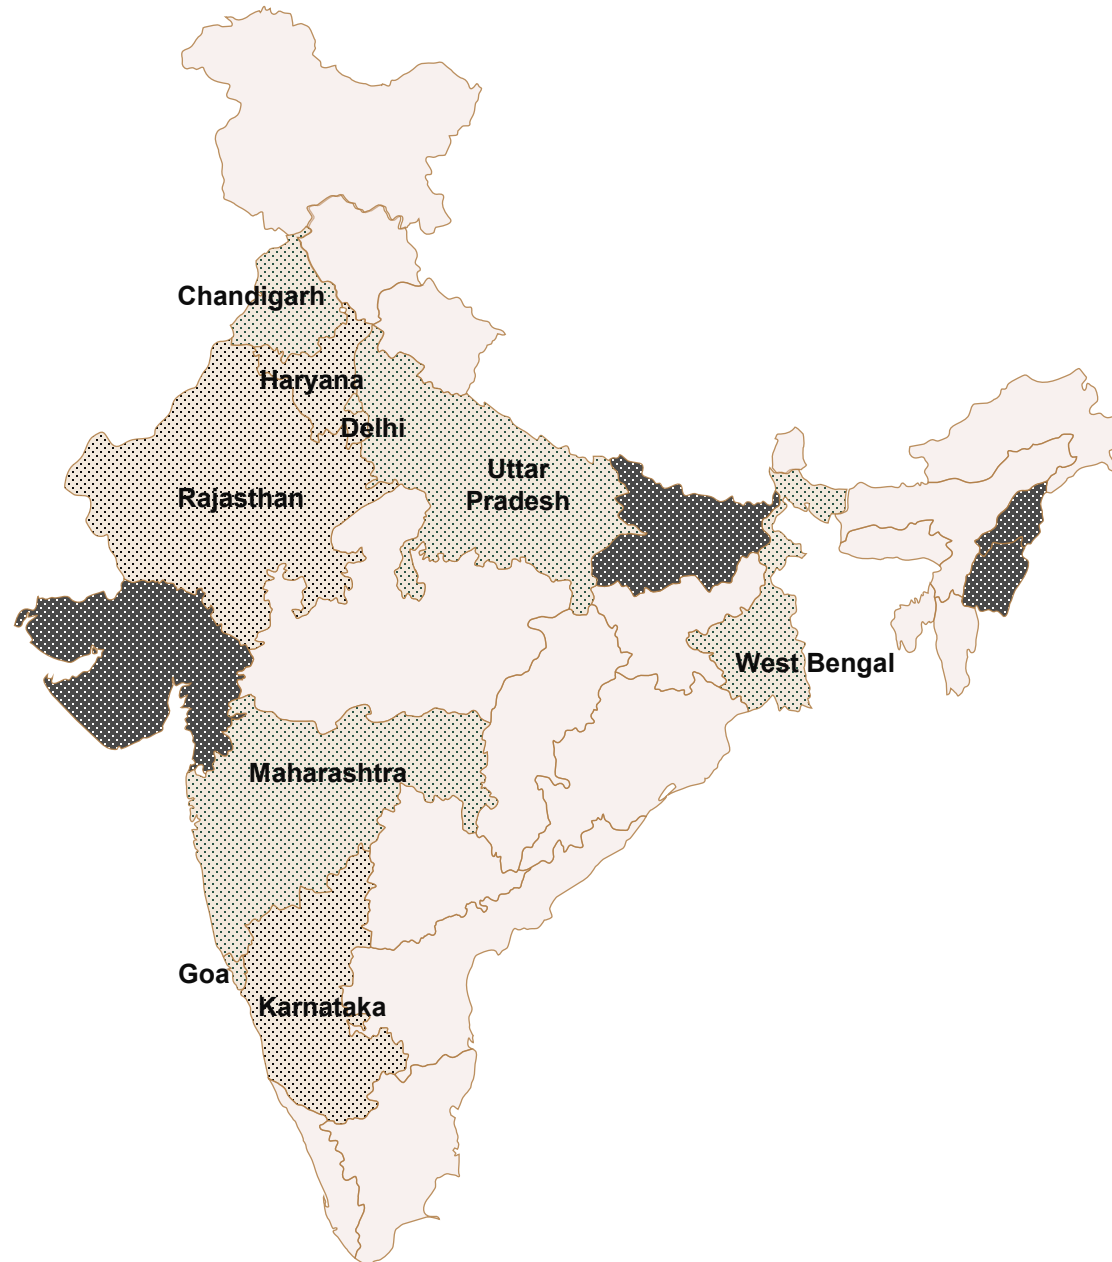 Chandigarh
Haryana
Delhi
Uttar
Pradesh
Rajasthan
West Bengal
Maharashtra
Goa
Karnataka